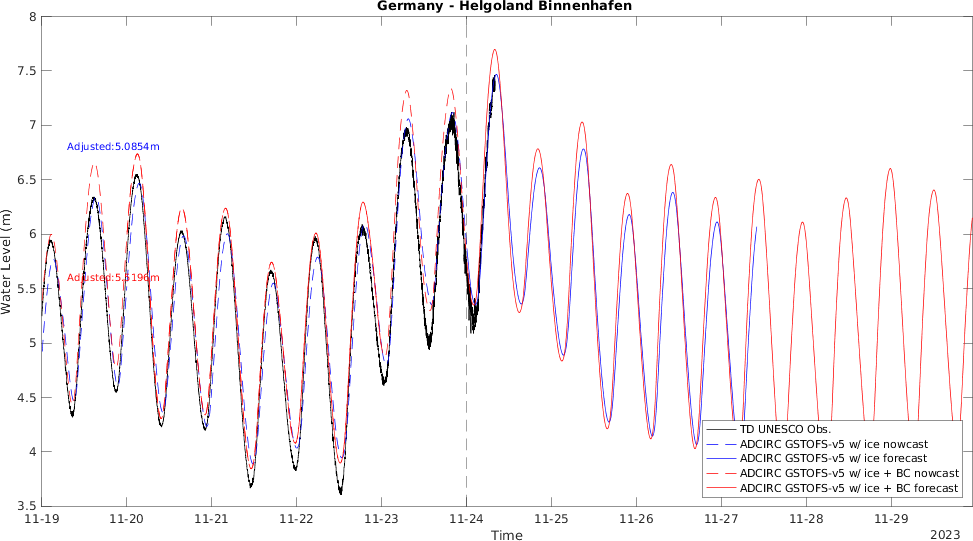 Germany - Helgoland Binnenhafen
8
7.5
7
6.5
6
5.5
5
4.5
4
3.5
Water Level (m)
Adjusted:5.0854m
Adjusted:5.5196m
TD UNESCO Obs.
ADCIRC GSTOFS-v5 w/ ice nowcast
ADCIRC GSTOFS-v5 w/ ice forecast
ADCIRC GSTOFS-v5 w/ ice + BC nowcast
ADCIRC GSTOFS-v5 w/ ice + BC forecast
11-19 11-20 11-21 11-22 11-23 11-24 11-25 11-26 11-27 11-28 11-29
Time
2023